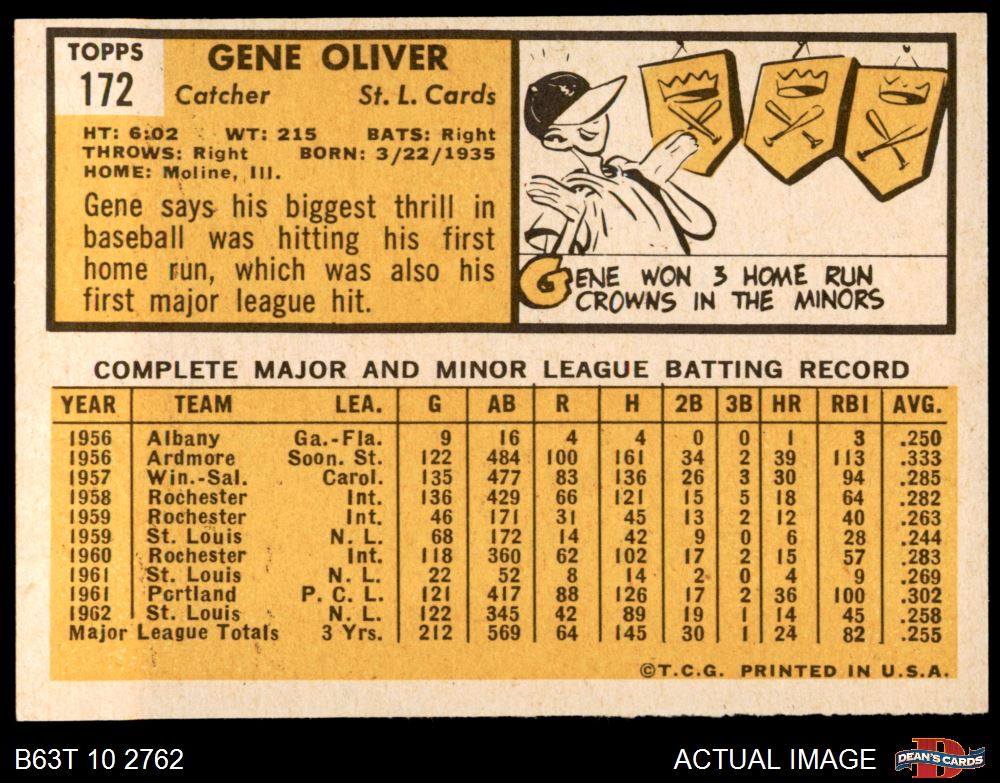 TOPPS
172
GENE OLIVER
Catcher St. L. Cards
HT: 6:02 WT: 215 BATS: Right
THROWS: Right BORN: 3/22/1935
HOME: Moline, Ill.
Gene says his biggest thrill in
baseball was hitting his first
home run, which was also his
first major league hit.
GENE WON 3 HOME RUN
CROWNS IN THE MINORS
COMPLETE MAJOR AND MINOR LEAGUE BATTING RECORD
YEAR TEAM LEA. G AB R H 2B 3B HR RBI AVG.
1956 Albany Ga.-Fla. 9 16 4 4 0 0 1 3 .250
1956 Ardmore Soon. St. 122 484 100 161 34 2 39 113 .333
1957 Win.-Sal. Carol. 135 477 83 136 26 3 30 94 .285
1958 Rochester Int. 136 429 66 121 15 5 18 64 .282
1959 Rochester Int. 46 171 31 45 13 2 12 40 .263
1959 St. Louis N. L. 68 172 14 42 9 0 6 28 .244
1960 Rochester Int. 118 360 62 102 17 2 15 57 .283
1961 St. Louis N. L. 22 52 8 14 2 0 4 9 .269
1961 Portland P. C. L. 121 417 88 126 17 2 36 100 .302
1962 St. Louis N. L. 122 345 42 89 19 1 14 45 .258
Major League Totals 3 Yrs. 212 569 64 145 30 1 24 82 .255
©T.C.G. PRINTED IN U.S.A.
B63T 10 2762
ACTUAL IMAGE
D
DEAN'S CARDS